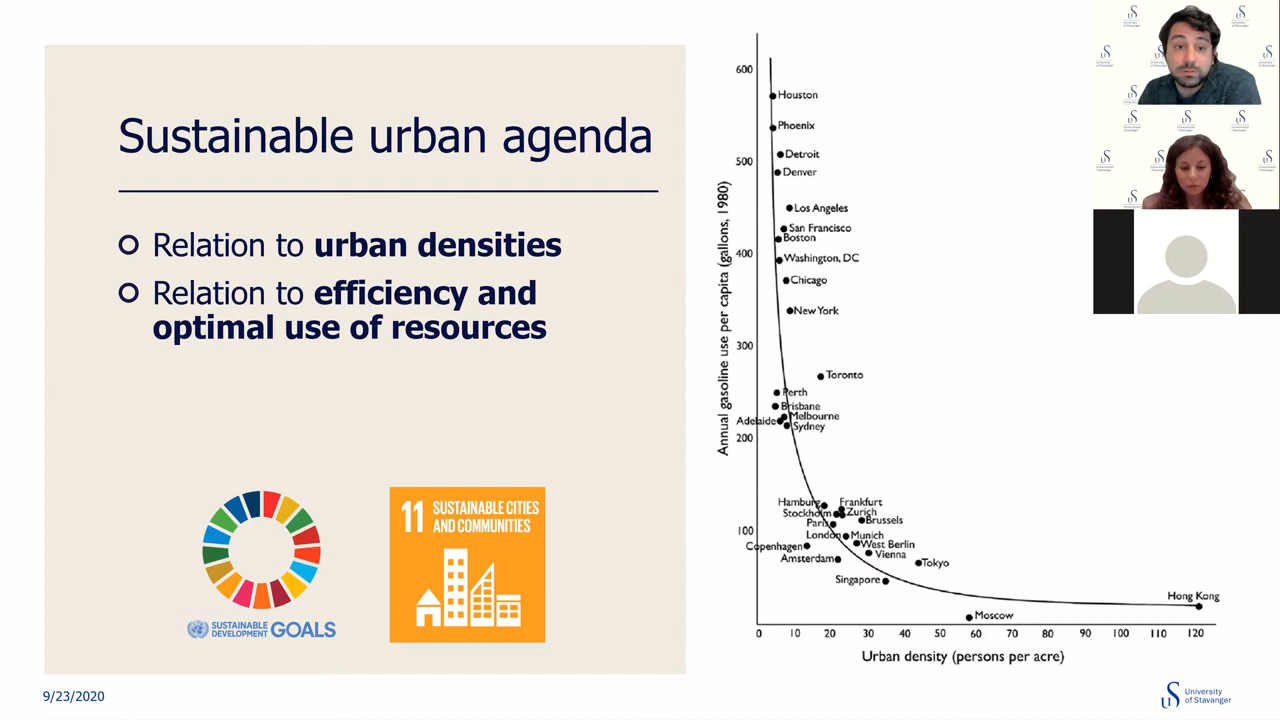 Sustainable urban agenda
Relation to urban densities
Relation to efficiency and
optimal use of resources
SUSTAINABLE
DEVELOPMENT
GOALS
11
SUSTAINABLE CITIES
AND COMMUNITIES
9/23/2020
Annual gasoline use per capita (gallons, 1980)
600
500
400
300
200
100
Houston
Phoenix
Detroit
Denver
Los Angeles
San Francisco
Boston
Washington, DC
Chicago
New York
Toronto
Perth
Brisbane
Melbourne
Adelaide
Sydney
Hamburg
Frankfurt
Stockholm
Zurich
Paris
Brussels
London
Munich
Copenhagen
West Berlin
Vienna
Amsterdam
Tokyo
Singapore
Hong Kong
Moscow
0 10 20 30 40 50 60 70 80 90 100 110 120
Urban density (persons per acre)
University
of Stavanger